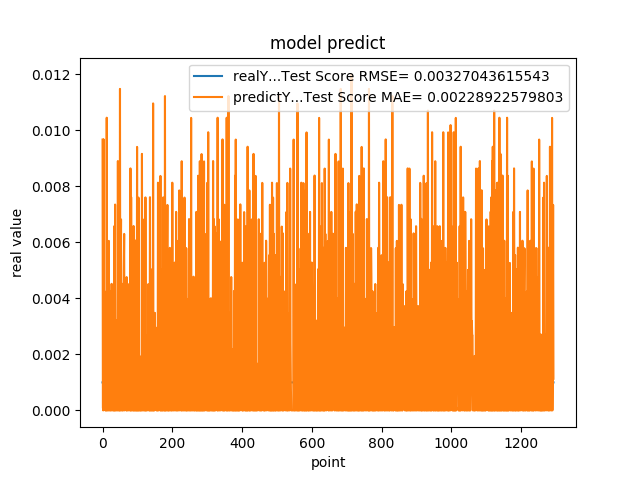 model predict
realY...Test Score RMSE= 0.00327043615543
predictY...Test Score MAE= 0.00228922579803
0.012
0.010
0.008
0.006
0.004
0.002
0.000
real value
0 200 400 600 800 1000 1200
point